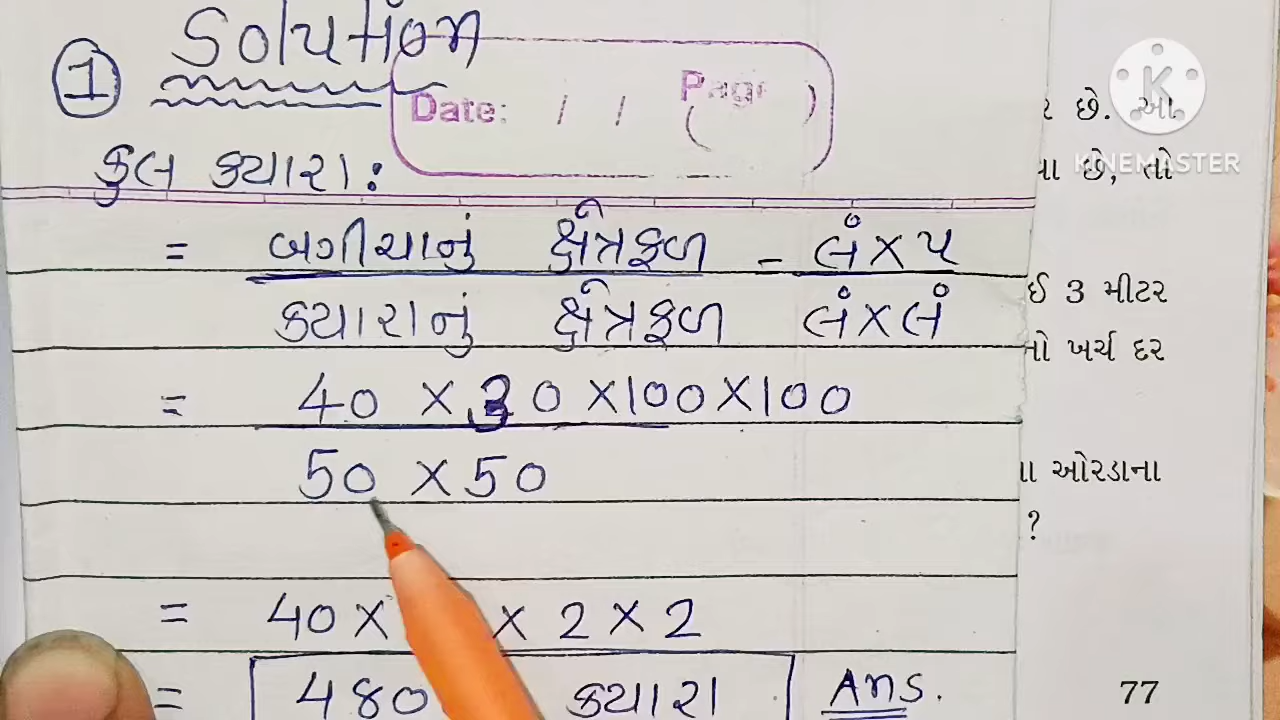 ① Solution
Date: / / Page ( )
કુલ ક્યારા :
= બગીચાનું ક્ષેત્રફળ = લં × પ
ક્યારાનું ક્ષેત્રફળ લં × લં
= 40 × 30 × 100 × 100
50 × 50
= 40 × × 2 × 2
= 480 ક્યારા Ans.
છે. આ
KINEMASTER
છે, તો
3 મીટર
ખર્ચ દર
ઓરડાના
?
77